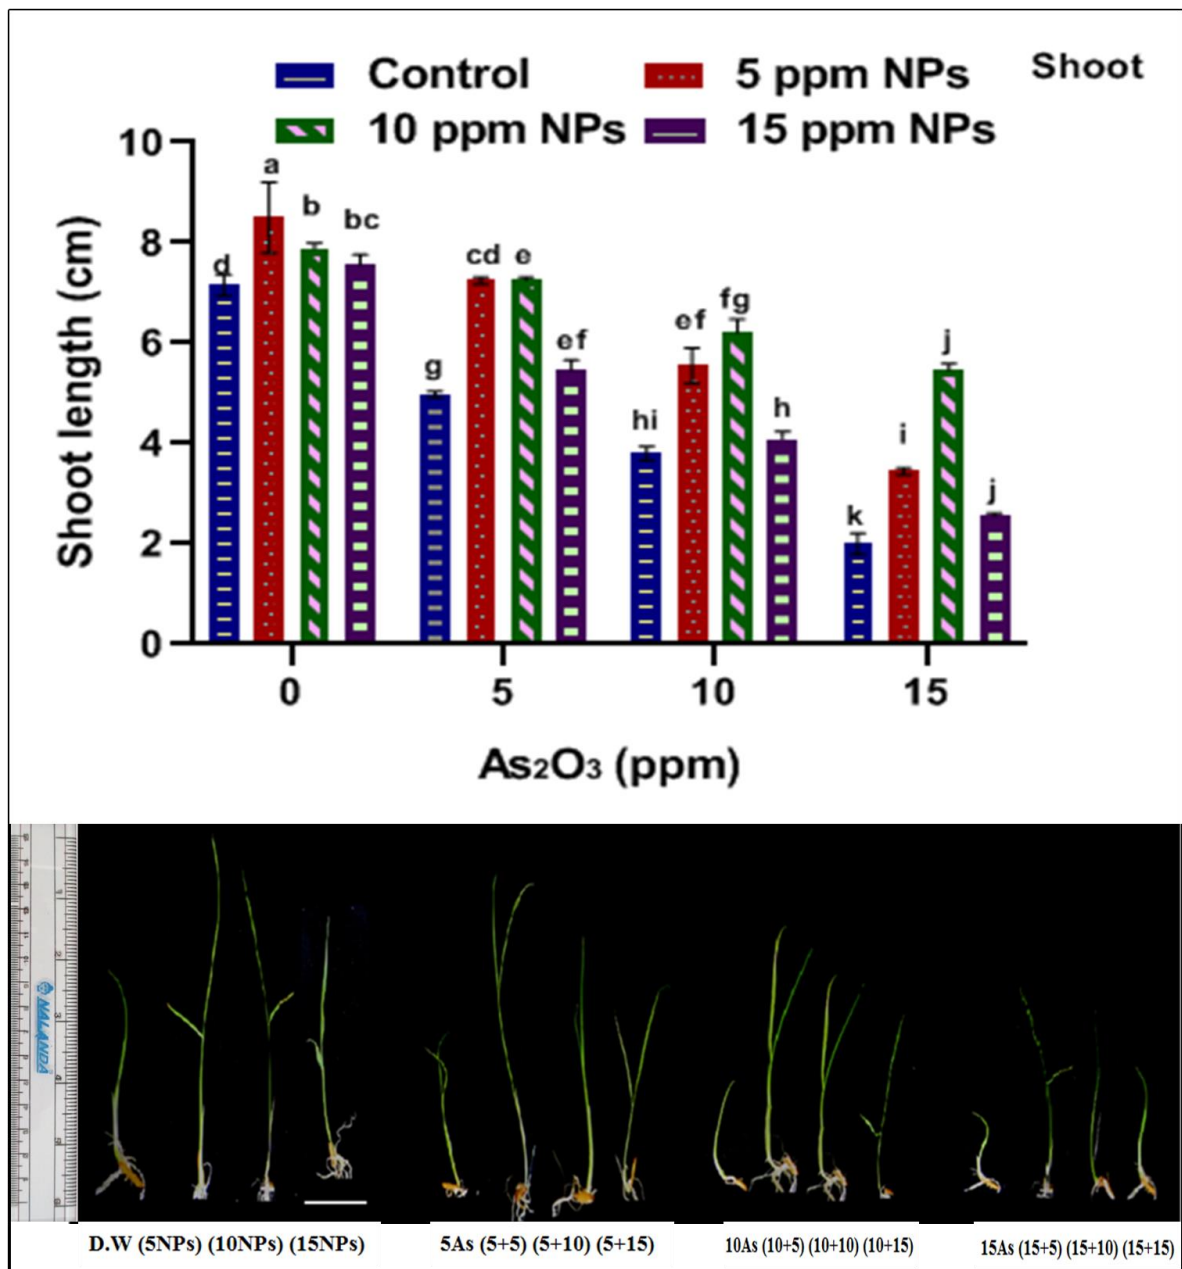 Control 5 ppm NPs Shoot
10 ppm NPs 15 ppm NPs
10
8
6
4
2
0
Shoot length (cm)
d a b bc
g cd e ef
hi ef fg h
k i j j
0 5 10 15
As₂O₃ (ppm)
NALANDA
D.W (5NPs) (10NPs) (15NPs)
5As (5+5) (5+10) (5+15)
10As (10+5) (10+10) (10+15)
15As (15+5) (15+10) (15+15)